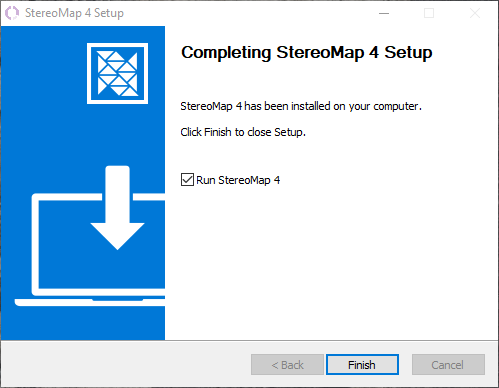 StereoMap 4 Setup
Completing StereoMap 4 Setup
StereoMap 4 has been installed on your computer.
Click Finish to close Setup.
Run StereoMap 4
< Back Finish Cancel